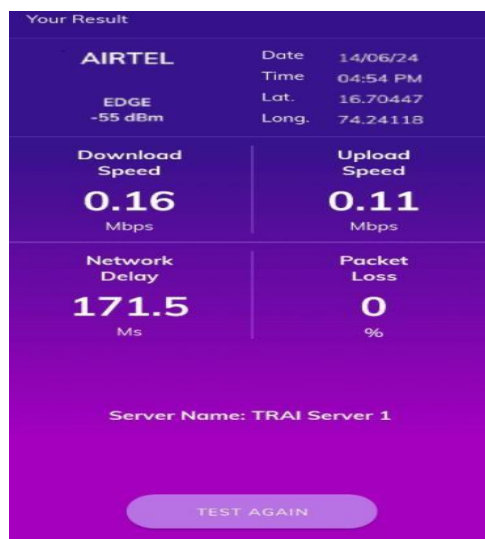 Your Result
AIRTEL
EDGE
-55 dBm
Date 14/06/24
Time 04:54 PM
Lat. 16.70447
Long. 74.24118
Download
Speed
0.16
Mbps
Upload
Speed
0.11
Mbps
Network
Delay
171.5
Ms
Packet
Loss
0
%
Server Name: TRAI Server 1
TEST AGAIN